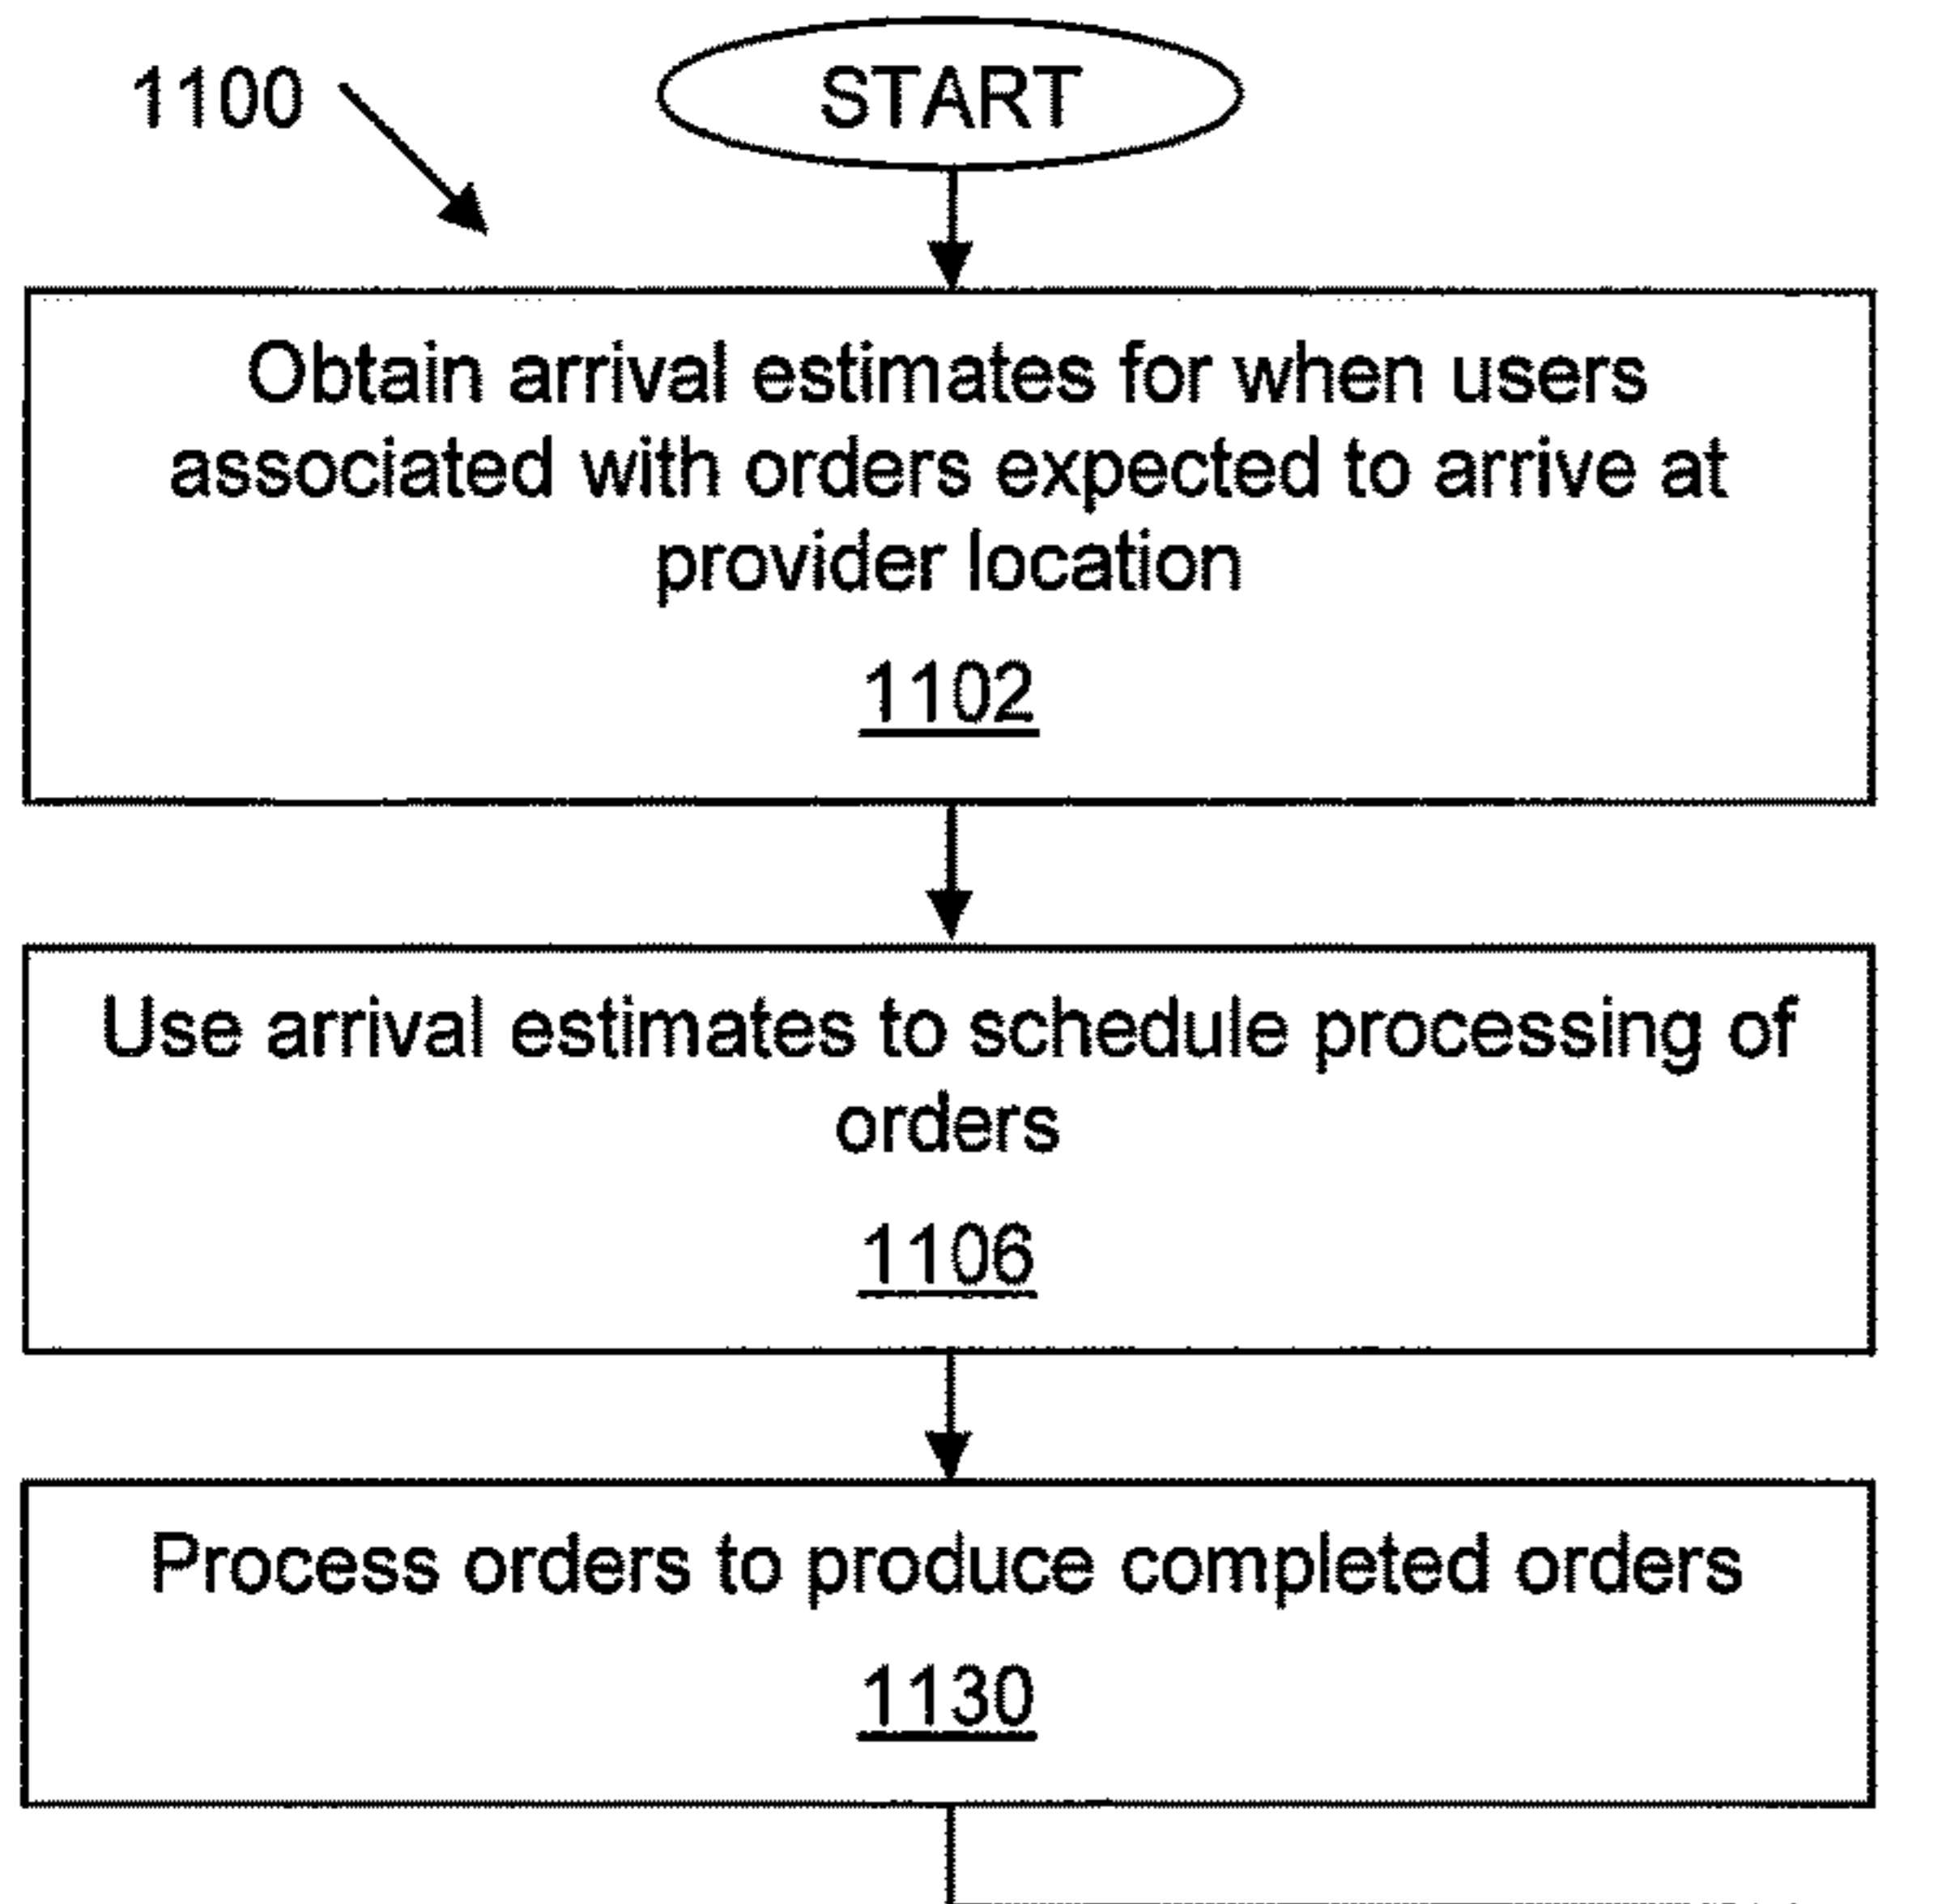 1100
START
Obtain arrival estimates for when users
associated with orders expected to arrive at
provider location
1102
Use arrival estimates to schedule processing of
orders
1106
Process orders to produce completed orders
1130